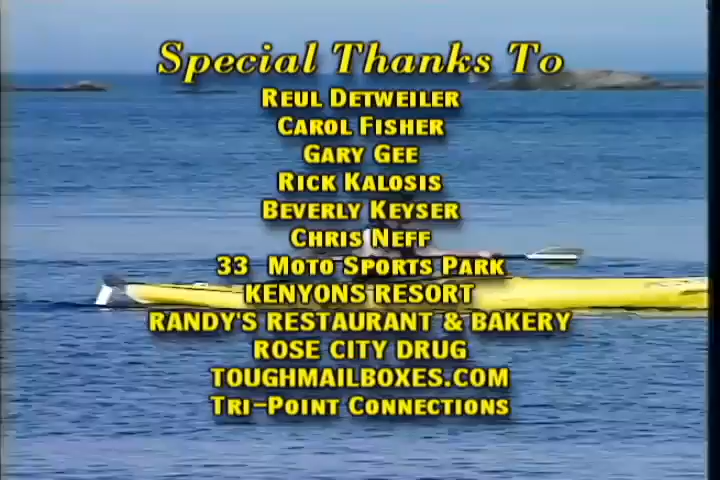 Special Thanks To
REUL DETWEILER
CAROL FISHER
GARY GEE
RICK KALOSIS
BEVERLY KEYSER
CHRIS NEFF
33 MOTO SPORTS PARK
KENYONS RESORT
RANDY'S RESTAURANT & BAKERY
ROSE CITY DRUG
TOUGHMAILBOXES.COM
TRI-POINT CONNECTIONS